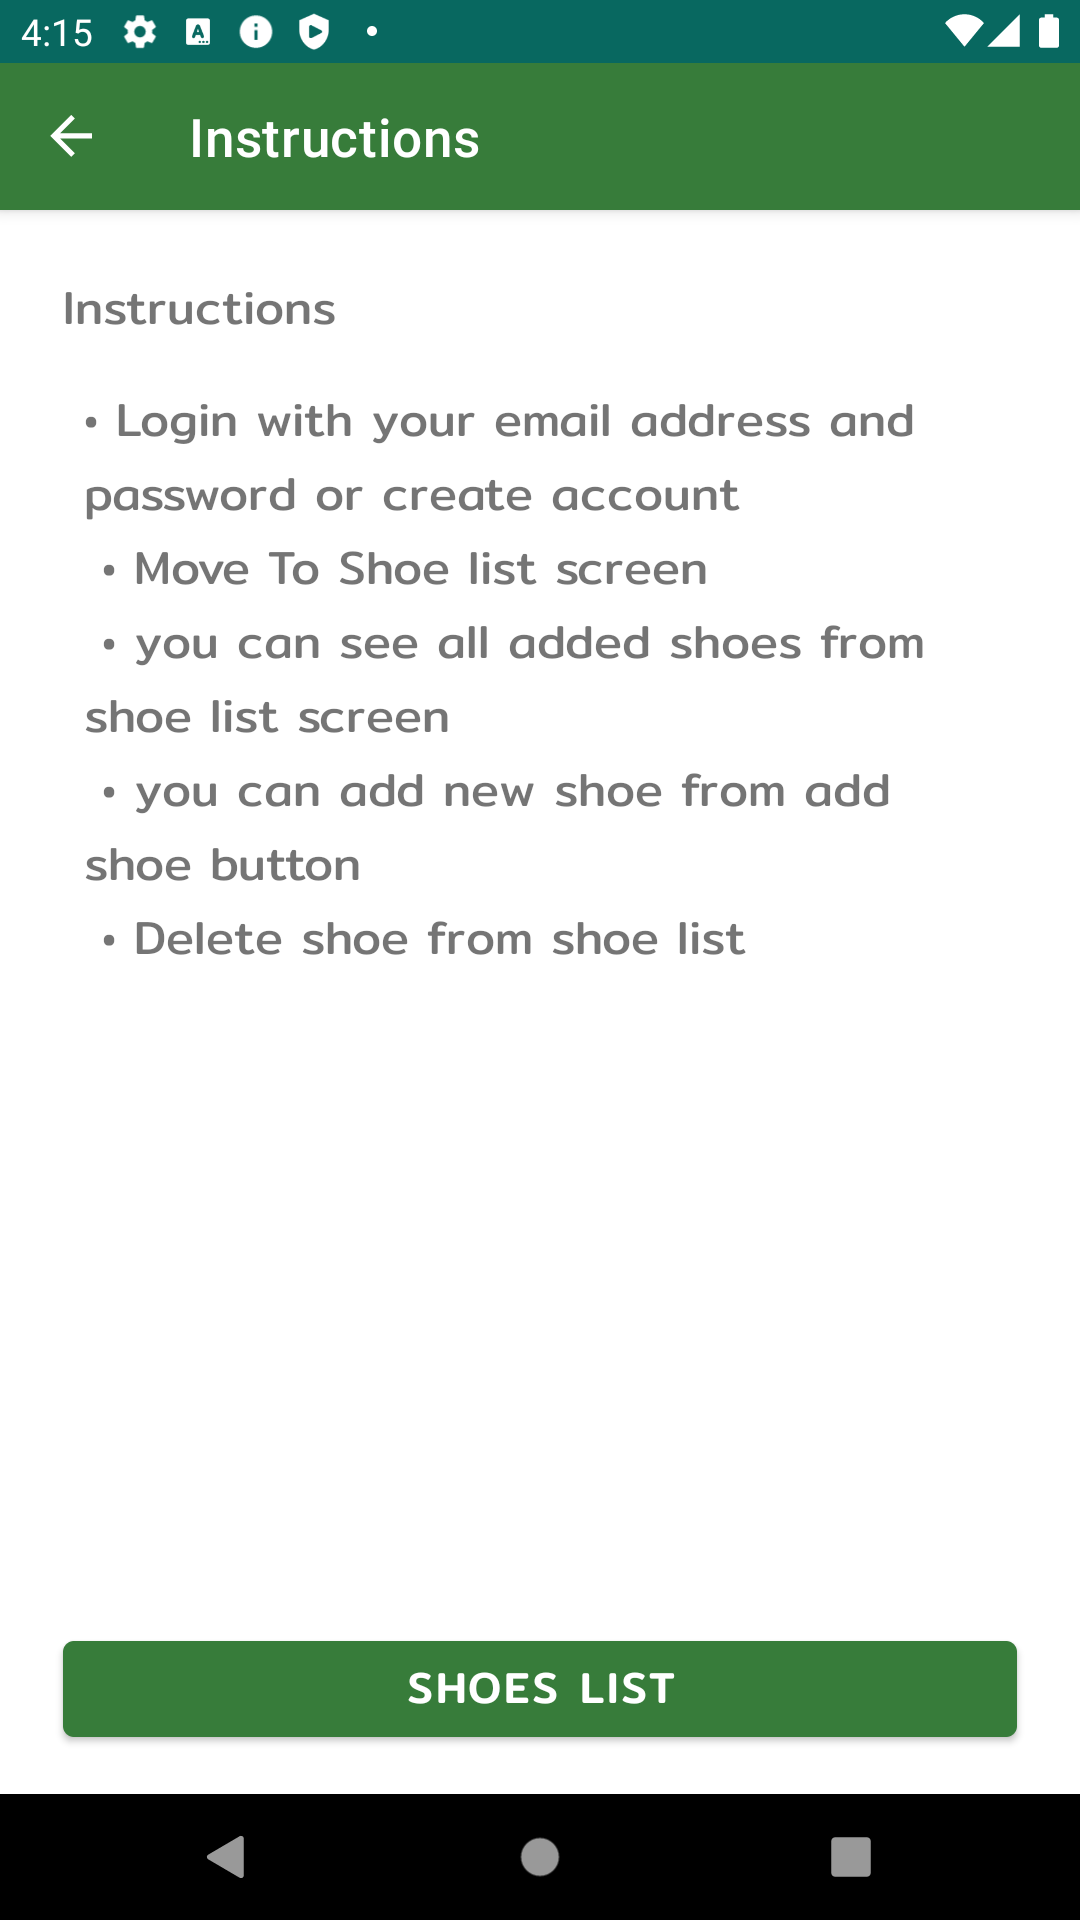 4:15
Instructions
Instructions
• Login with your email address and
password or create account
• Move To Shoe list screen
• you can see all added shoes from
shoe list screen
• you can add new shoe from add
shoe button
• Delete shoe from shoe list
SHOES LIST